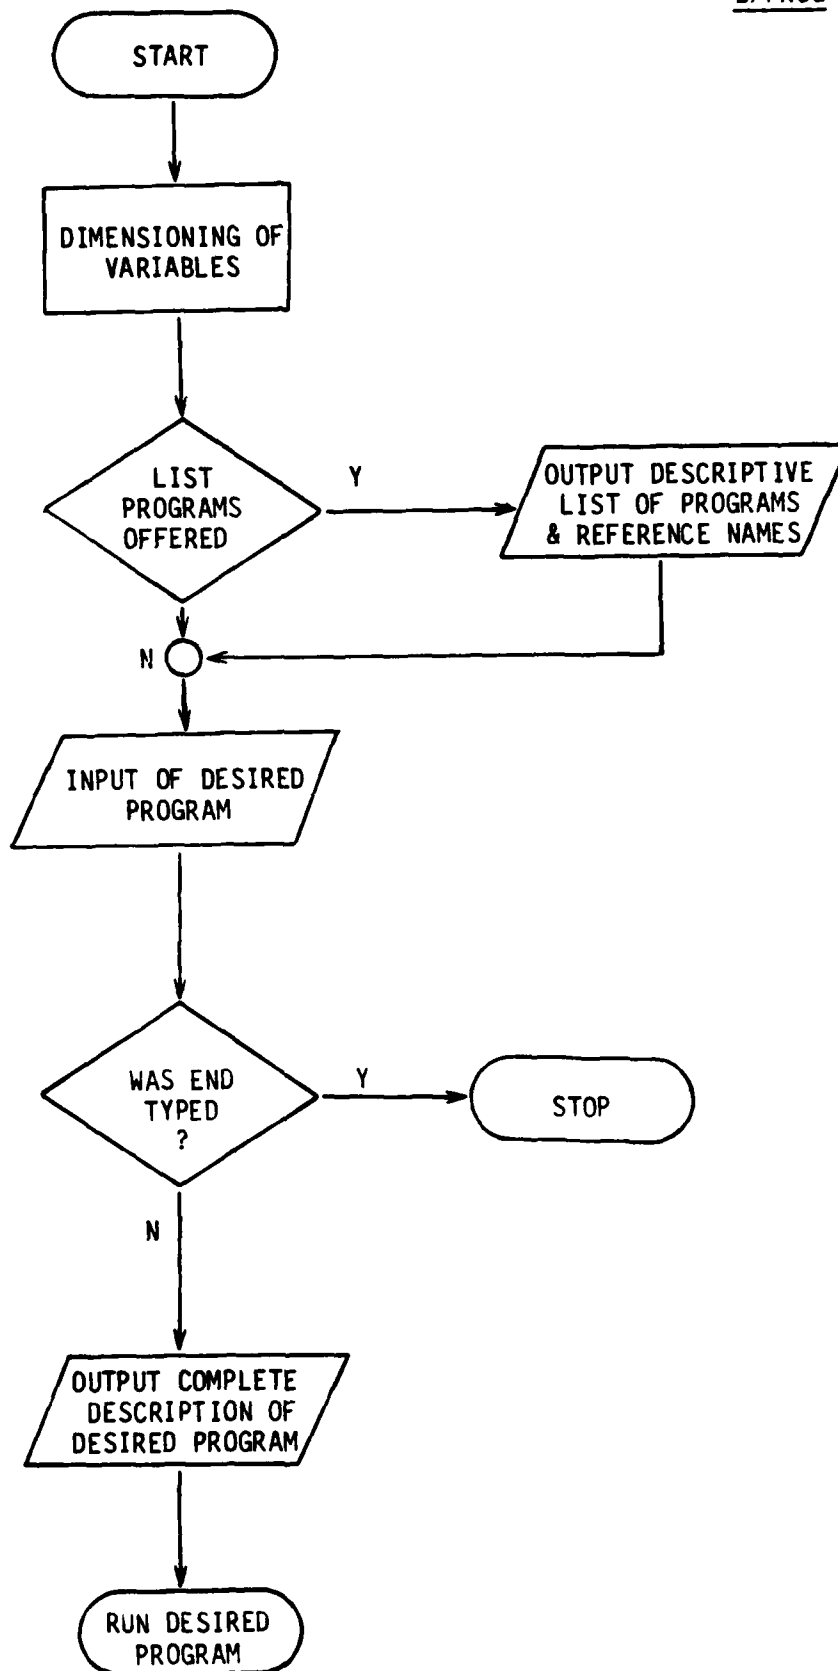 START
DIMENSIONING OF
VARIABLES
LIST
PROGRAMS
OFFERED
Y
OUTPUT DESCRIPTIVE
LIST OF PROGRAMS
& REFERENCE NAMES
N
INPUT OF DESIRED
PROGRAM
WAS END
TYPED
?
Y
STOP
N
OUTPUT COMPLETE
DESCRIPTION OF
DESIRED PROGRAM
RUN DESIRED
PROGRAM